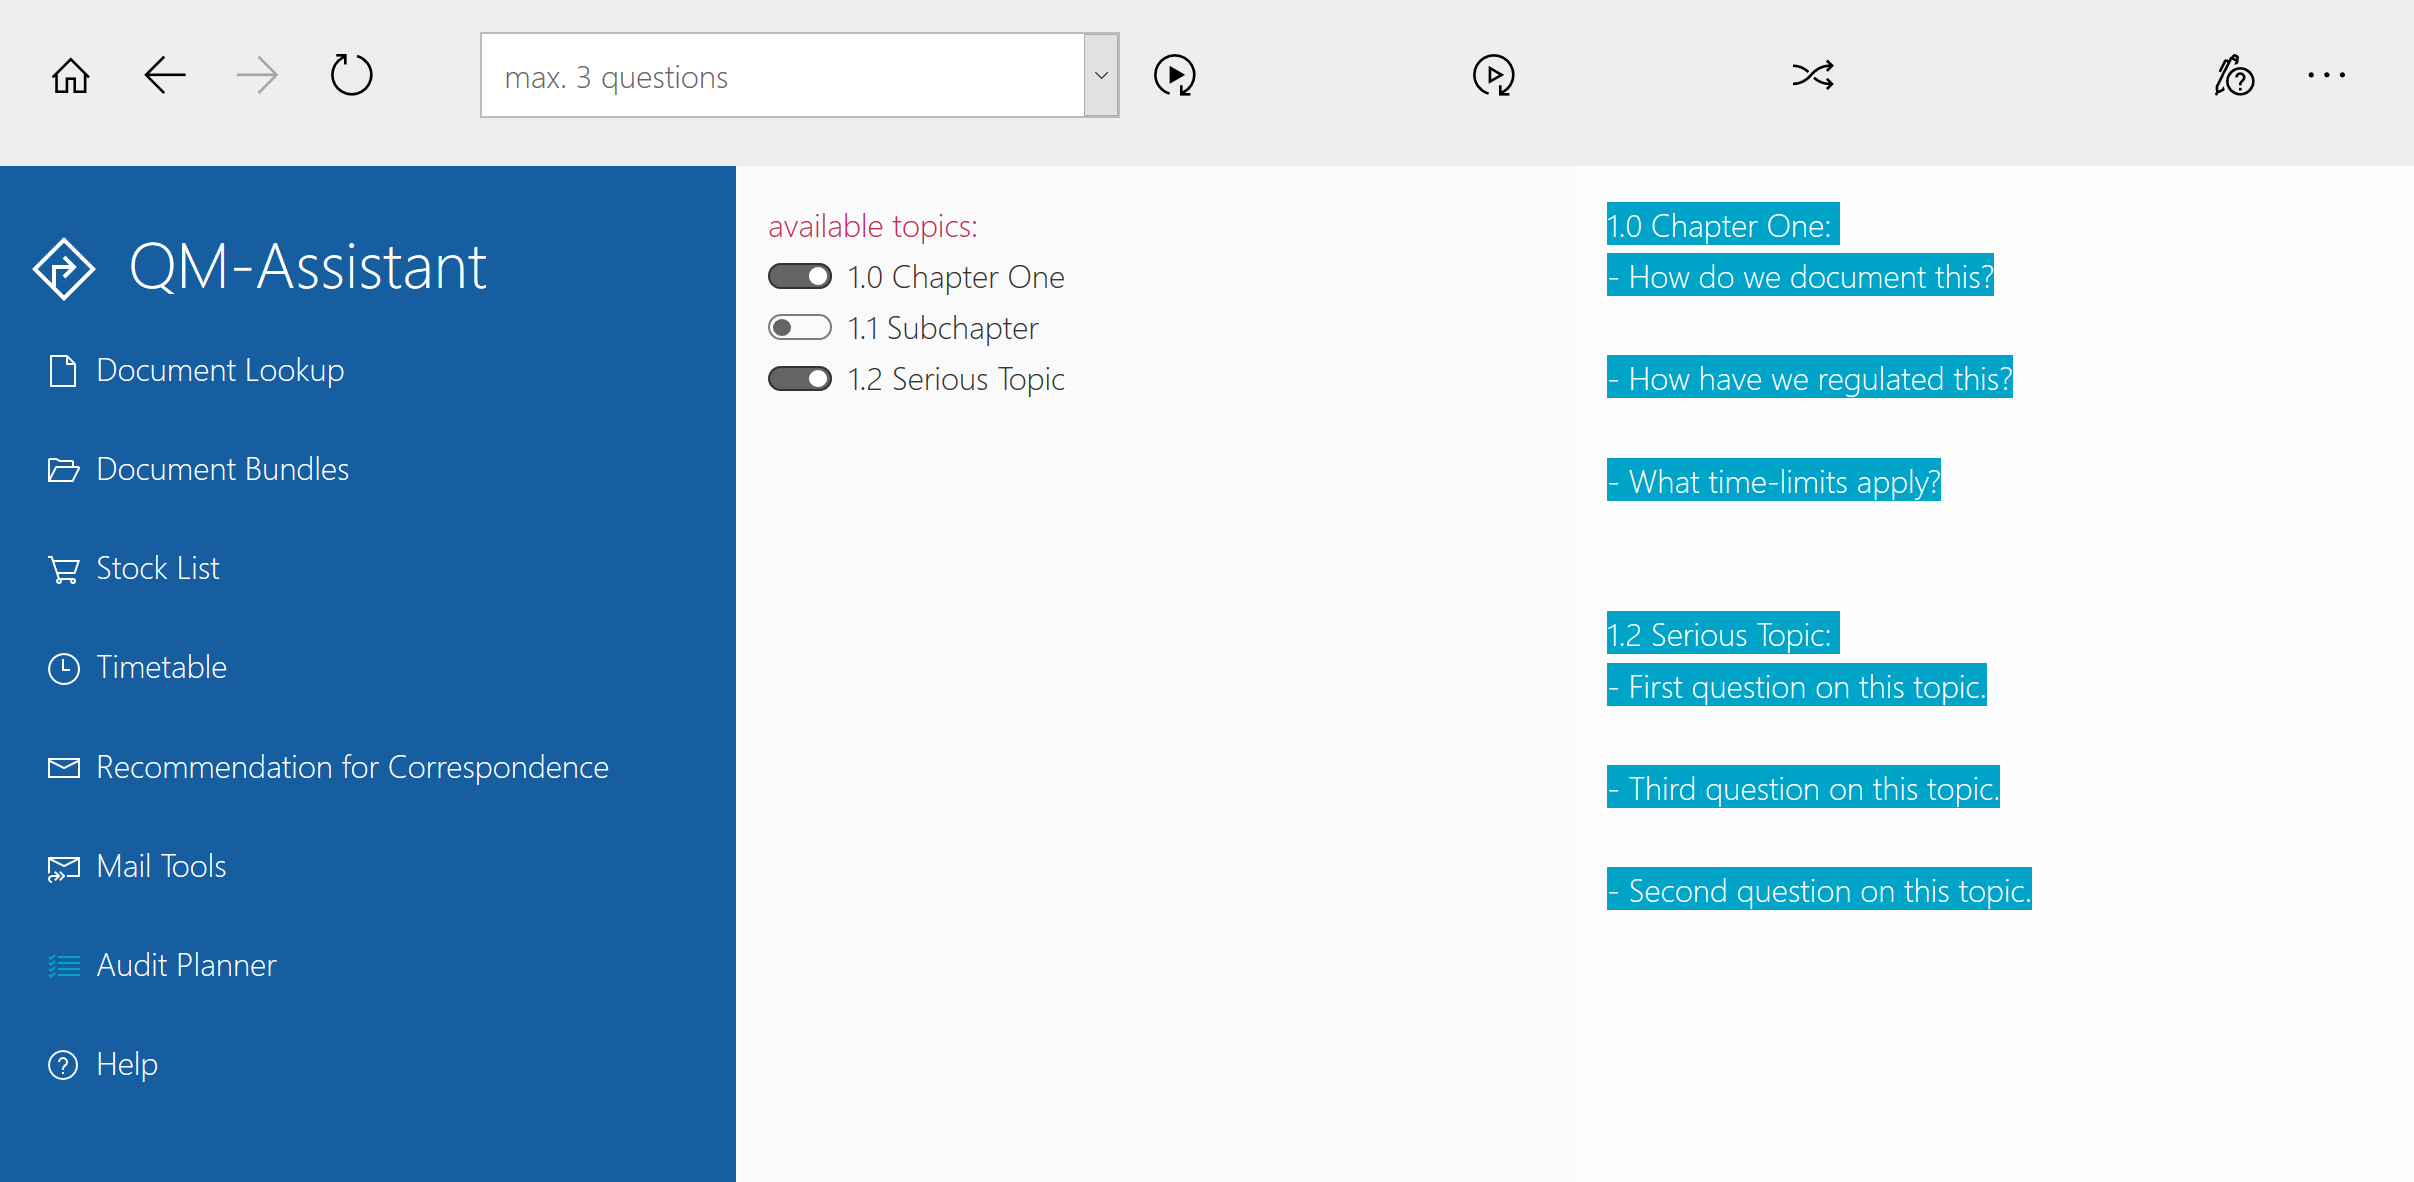 max. 3 questions
QM-Assistant
Document Lookup
Document Bundles
Stock List
Timetable
Recommendation for Correspondence
Mail Tools
Audit Planner
Help
available topics:
1.0 Chapter One
1.1 Subchapter
1.2 Serious Topic
1.0 Chapter One:
- How do we document this?
- How have we regulated this?
- What time-limits apply?
1.2 Serious Topic:
- First question on this topic.
- Third question on this topic.
- Second question on this topic.